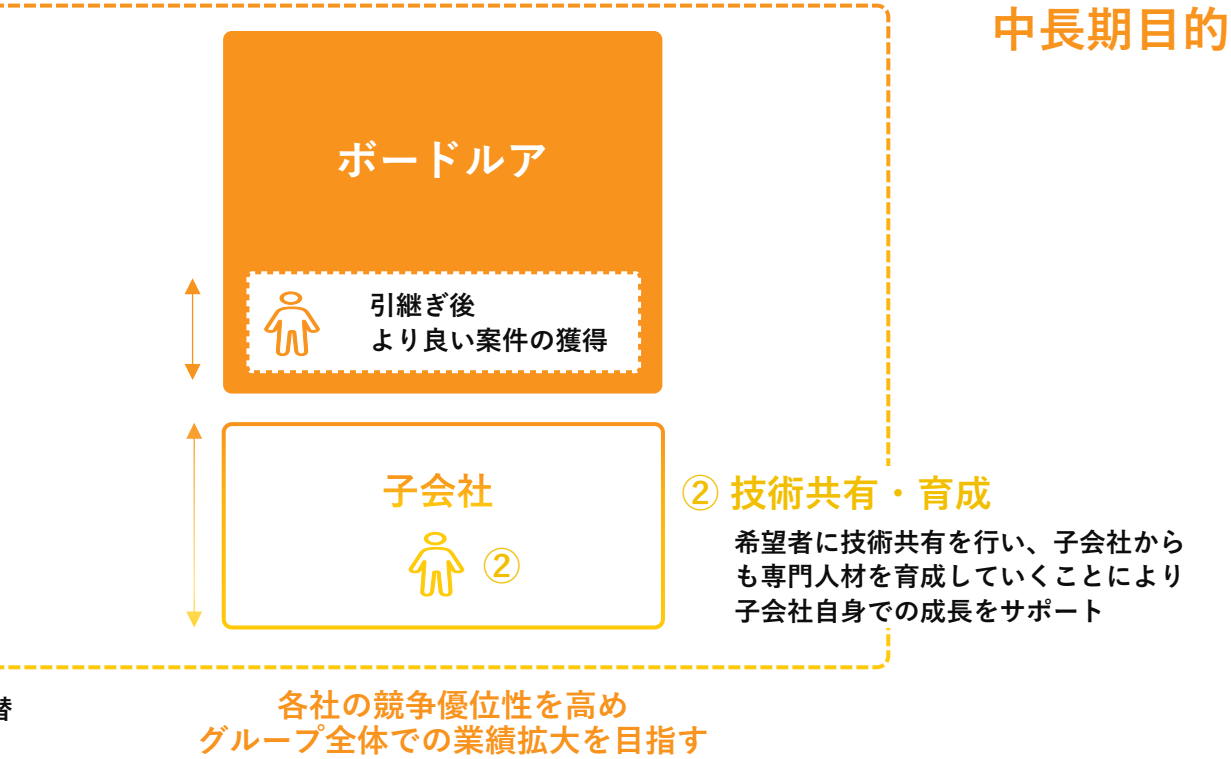 中長期目的
ボードルア
引継ぎ後
より良い案件の獲得
子会社
②
② 技術共有・育成
希望者に技術共有を行い、子会社から
も専門人材を育成していくことにより
子会社自身での成長をサポート
替
各社の競争優位性を高め
グループ全体での業績拡大を目指す